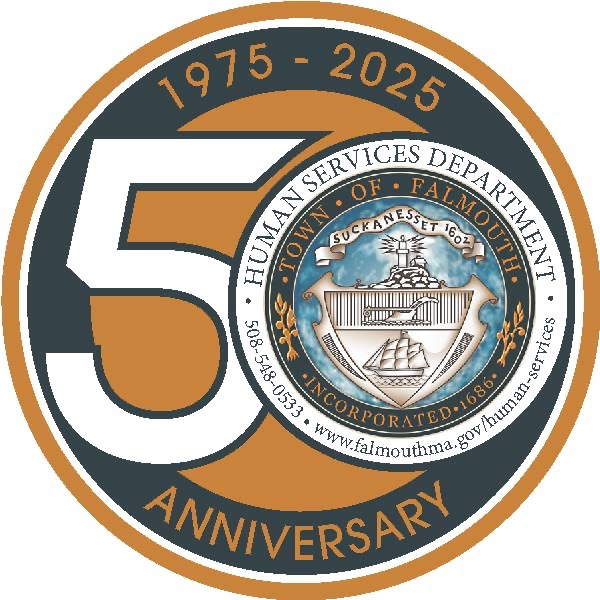 1975 - 2025
50
• HUMAN SERVICES DEPARTMENT •
508-548-0533 • www.falmouthma.gov/human-services
• TOWN • OF • FALMOUTH •
SUCKANESSET 1602
• INCORPORATED • 1686 •
ANNIVERSARY